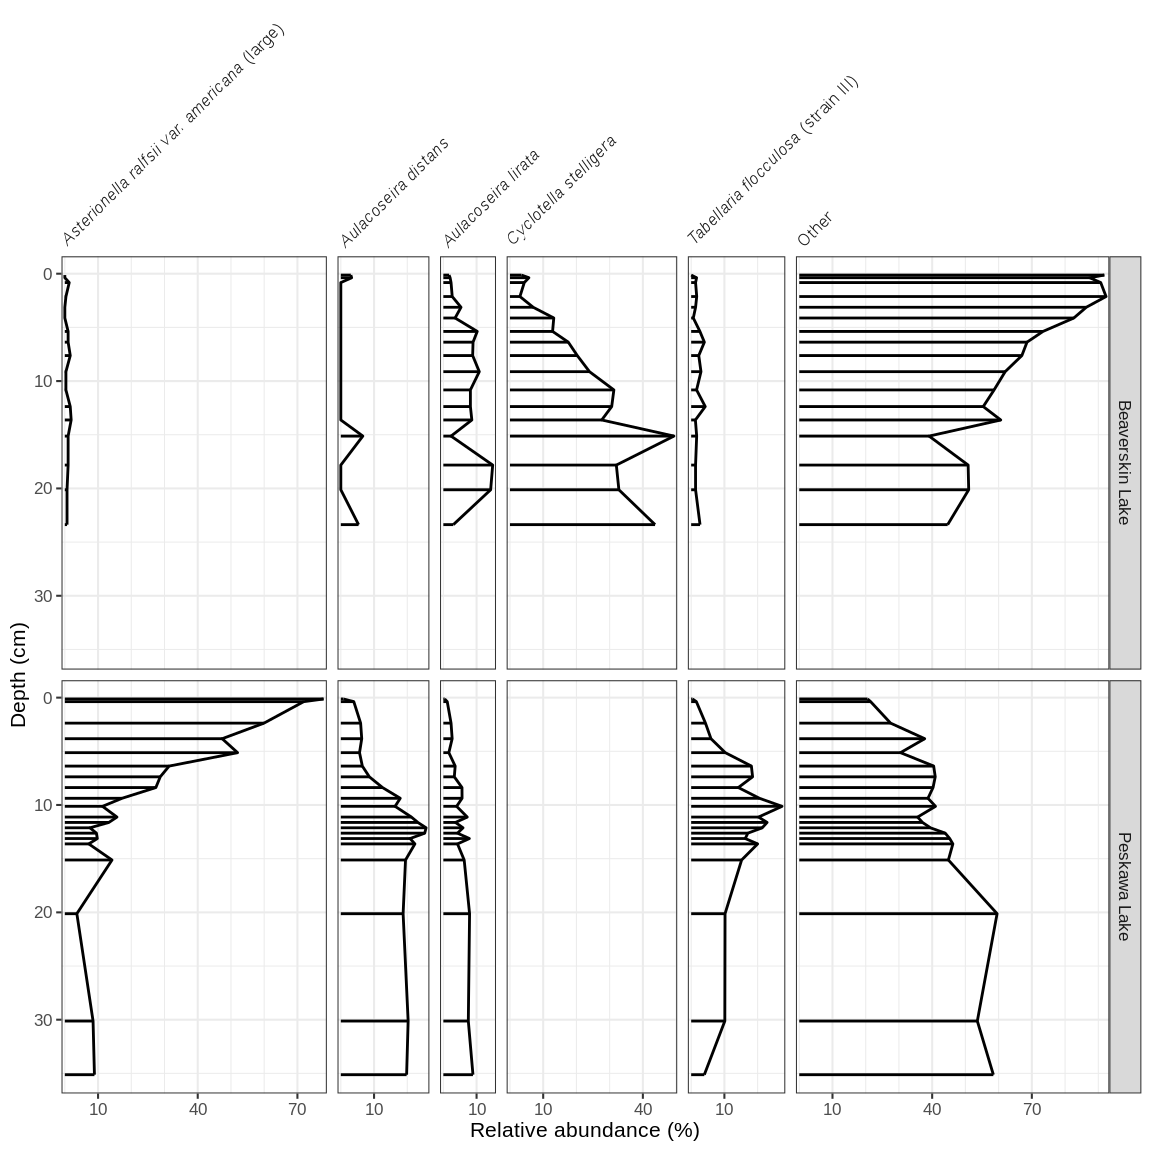 Asterionella ralfsii var. americana (large)
Aulacoseira distans
Aulacoseira lirata
Cyclotella stelligera
Tabellaria flocculosa (strain III)
Other
0
10
20
30
Beaverskin Lake
Depth (cm)
0
10
20
30
Peskawa Lake
10 40 70 10 10 10 40 10 10 40 70
Relative abundance (%)